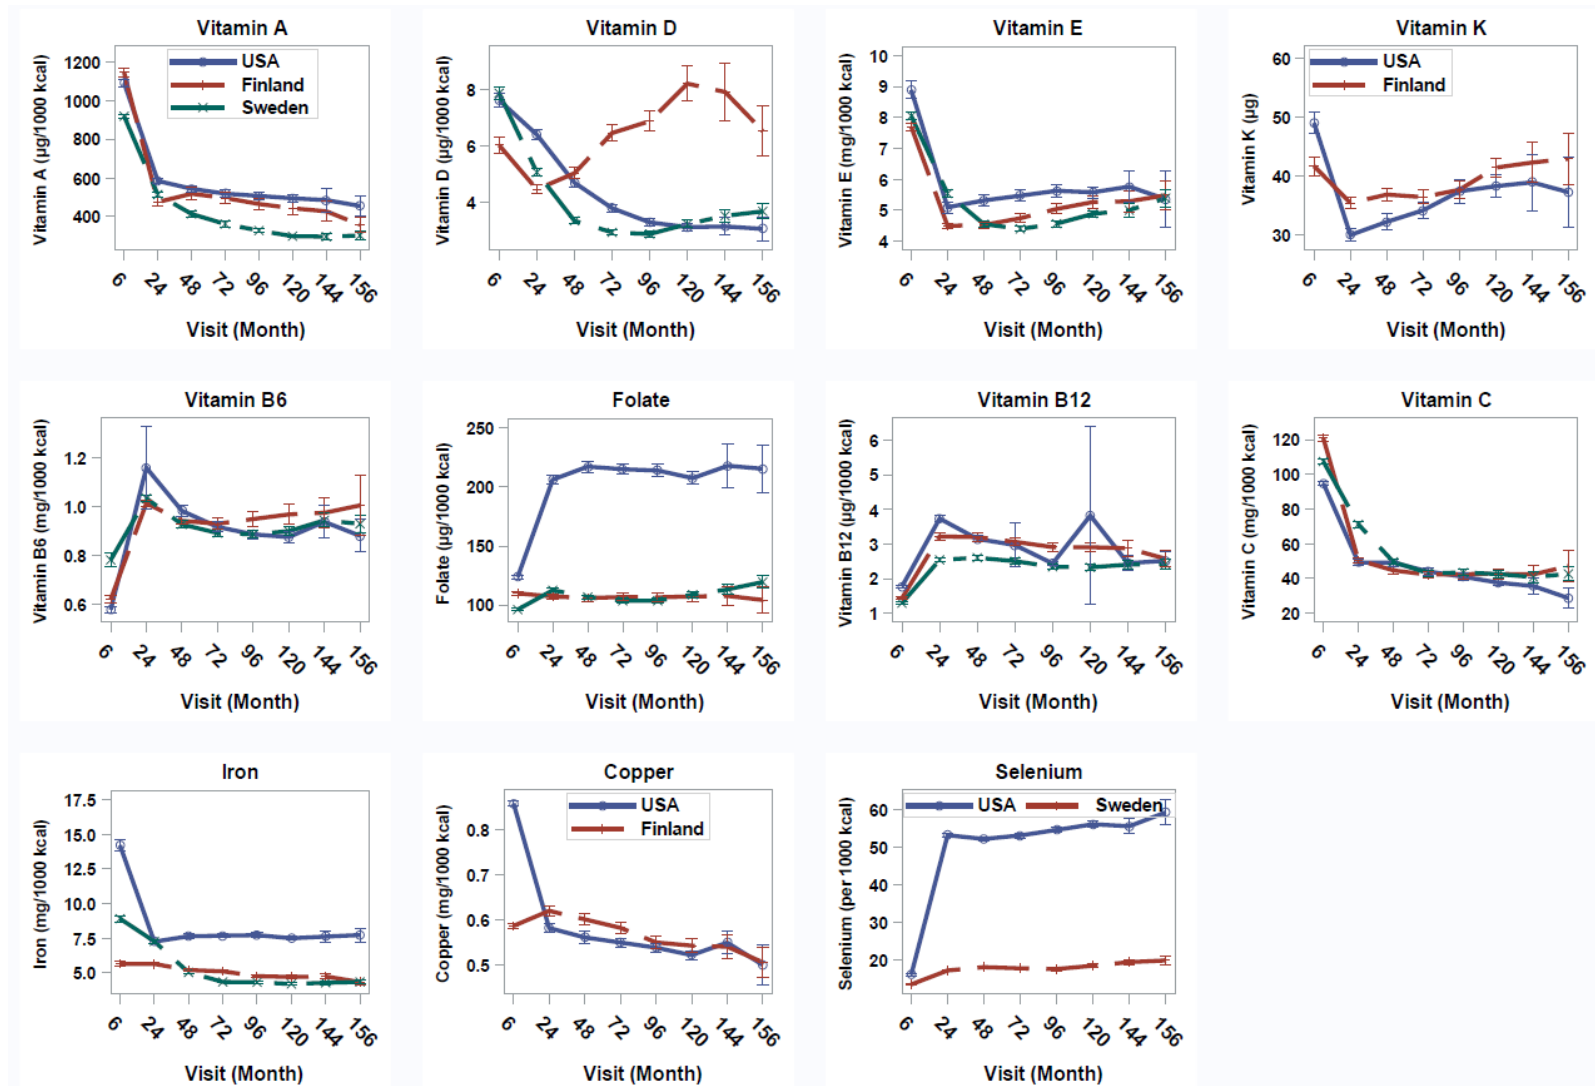 Vitamin A
Vitamin A (µg/1000 kcal)
1200
1000
800
600
400
USA
Finland
Sweden
6 24 48 72 96 120 144 156
Visit (Month)
Vitamin D
Vitamin D (µg/1000 kcal)
8
6
4
6 24 48 72 96 120 144 156
Visit (Month)
Vitamin E
Vitamin E (mg/1000 kcal)
10
9
8
7
6
5
4
6 24 48 72 96 120 144 156
Visit (Month)
Vitamin K
Vitamin K (µg)
60
50
40
30
USA
Finland
6 24 48 72 96 120 144 156
Visit (Month)
Vitamin B6
Vitamin B6 (mg/1000 kcal)
1.2
1.0
0.8
0.6
6 24 48 72 96 120 144 156
Visit (Month)
Folate
Folate (µg/1000 kcal)
250
200
150
100
6 24 48 72 96 120 144 156
Visit (Month)
Vitamin B12
Vitamin B12 (µg/1000 kcal)
6
5
4
3
2
1
6 24 48 72 96 120 144 156
Visit (Month)
Vitamin C
Vitamin C (mg/1000 kcal)
120
100
80
60
40
20
6 24 48 72 96 120 144 156
Visit (Month)
Iron
Iron (mg/1000 kcal)
17.5
15.0
12.5
10.0
7.5
5.0
6 24 48 72 96 120 144 156
Visit (Month)
Copper
Copper (mg/1000 kcal)
0.8
0.7
0.6
0.5
USA
Finland
6 24 48 72 96 120 144 156
Visit (Month)
Selenium
Selenium (per 1000 kcal)
60
50
40
30
20
USA Sweden
6 24 48 72 96 120 144 156
Visit (Month)